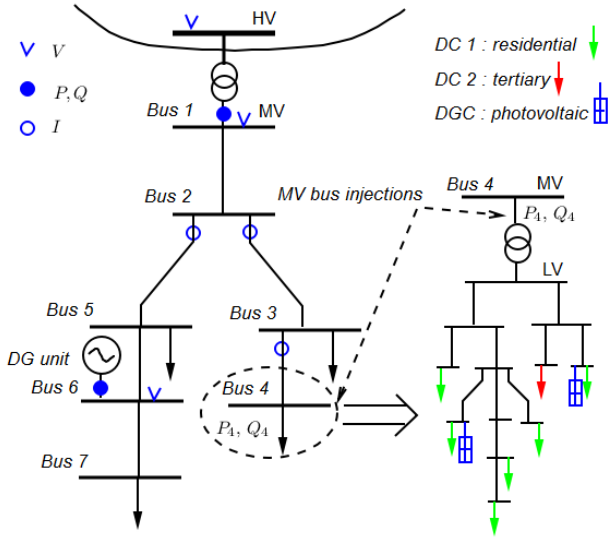 HV
V
P, Q
I
Bus 1
MV
Bus 2
MV bus injections
Bus 5
Bus 3
DG unit
Bus 6
Bus 4
P₄, Q₄
Bus 7
DC 1 : residential
DC 2 : tertiary
DGC : photovoltaic
Bus 4
MV
P₄, Q₄
LV